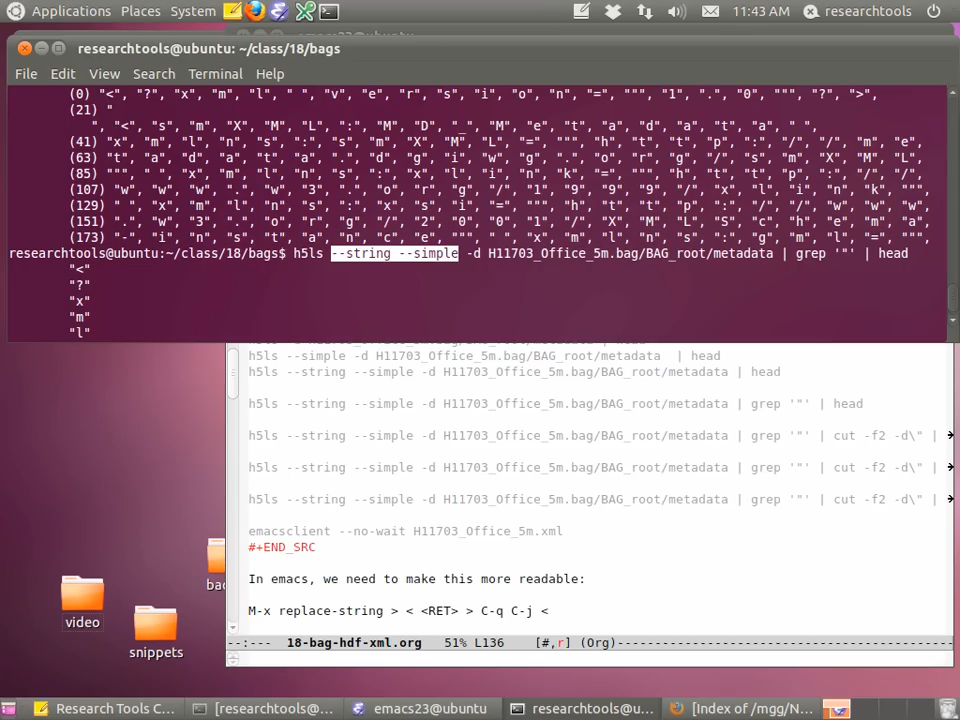 Applications Places System 11:43 AM researchtools
researchtools@ubuntu: ~/class/18/bags
File Edit View Search Terminal Help
(0) "<", "?", "x", "m", "l", " ", "v", "e", "r", "s", "i", "o", "n", "=", """, "1", ".", "0", """, "?", ">",
(21) "
", "<", "s", "m", "X", "M", "L", ":", "M", "D", "_", "M", "e", "t", "a", "d", "a", "t", "a", " ",
(41) "x", "m", "l", "n", "s", ":", "s", "m", "X", "M", "L", "=", """, "h", "t", "t", "p", ":", "/", "/", "m", "e",
(63) "t", "a", "d", "a", "t", "a", ".", "d", "g", "i", "w", "g", ".", "o", "r", "g", "/", "s", "m", "X", "M", "L",
(85) """, " ", "x", "m", "l", "n", "s", ":", "x", "l", "i", "n", "k", "=", """, "h", "t", "t", "p", ":", "/", "/",
(107) "w", "w", "w", ".", "w", "3", ".", "o", "r", "g", "/", "1", "9", "9", "9", "/", "x", "l", "i", "n", "k", """,
(129) " ", "x", "m", "l", "n", "s", ":", "x", "s", "i", "=", """, "h", "t", "t", "p", ":", "/", "/", "w", "w", "w",
(151) ".", "w", "3", ".", "o", "r", "g", "/", "2", "0", "0", "1", "/", "X", "M", "L", "S", "c", "h", "e", "m", "a",
(173) "-", "i", "n", "s", "t", "a", "n", "c", "e", """, " ", "x", "m", "l", "n", "s", ":", "g", "m", "l", "=", """,
researchtools@ubuntu:~/class/18/bags$ h5ls --string --simple -d H11703_Office_5m.bag/BAG_root/metadata | grep '"' | head
"<"
"?"
"x"
"m"
"l"
h5ls --simple -d H11703_Office_5m.bag/BAG_root/metadata | head
h5ls --string --simple -d H11703_Office_5m.bag/BAG_root/metadata | head
h5ls --string --simple -d H11703_Office_5m.bag/BAG_root/metadata | grep '"' | head
h5ls --string --simple -d H11703_Office_5m.bag/BAG_root/metadata | grep '"' | cut -f2 -d\" |
h5ls --string --simple -d H11703_Office_5m.bag/BAG_root/metadata | grep '"' | cut -f2 -d\" |
h5ls --string --simple -d H11703_Office_5m.bag/BAG_root/metadata | grep '"' | cut -f2 -d\" |
emacsclient --no-wait H11703_Office_5m.xml
#+END_SRC
In emacs, we need to make this more readable:
M-x replace-string > < <RET> > C-q C-j <
--:--- 18-bag-hdf-xml.org 51% L136 [#,r] (Org)
video
snippets
Research Tools C... [researchtools@... emacs23@ubuntu researchtools@u... [Index of /mgg/N...